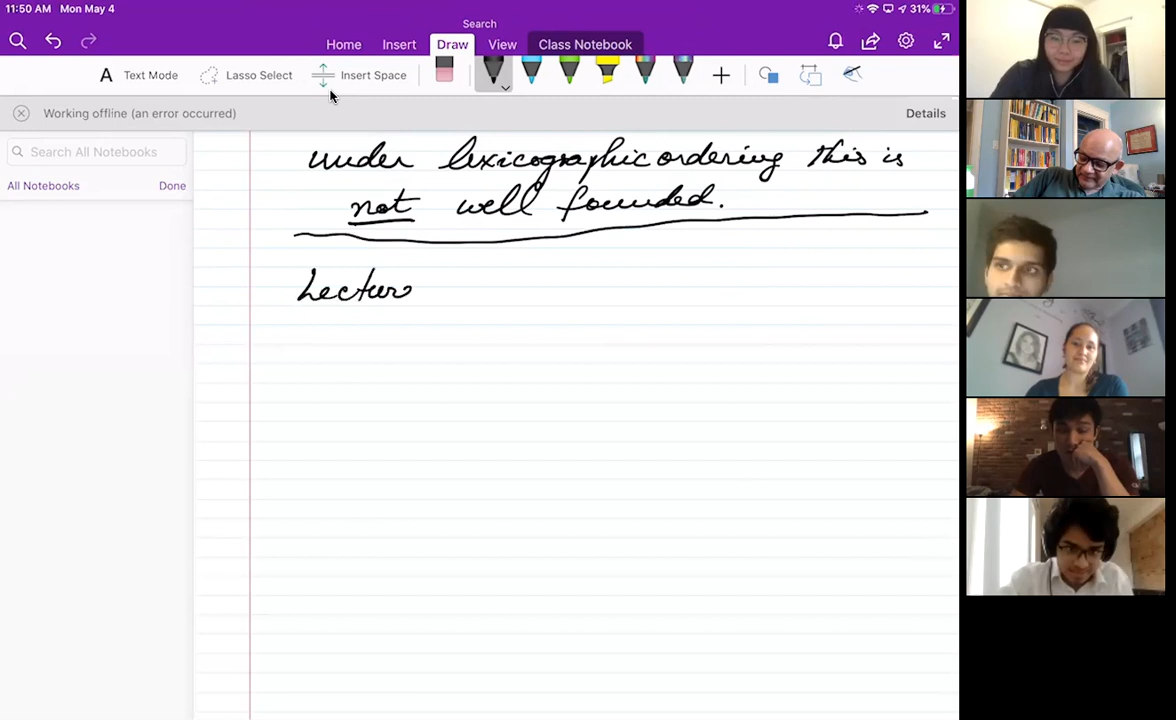 11:50 AM Mon May 4
31%
Search
Home Insert Draw View Class Notebook
A Text Mode Lasso Select Insert Space
Working offline (an error occurred) Details
Search All Notebooks
All Notebooks Done
under lexicographic ordering this is
not well founded.
Lectur